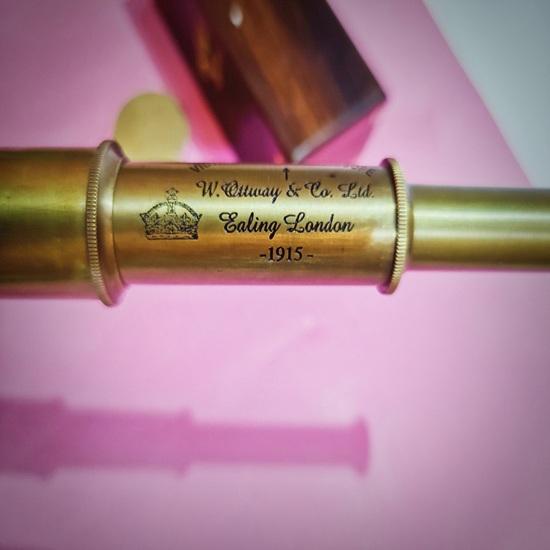 W. Ottway & Co. Ltd.
Ealing London
-1915-